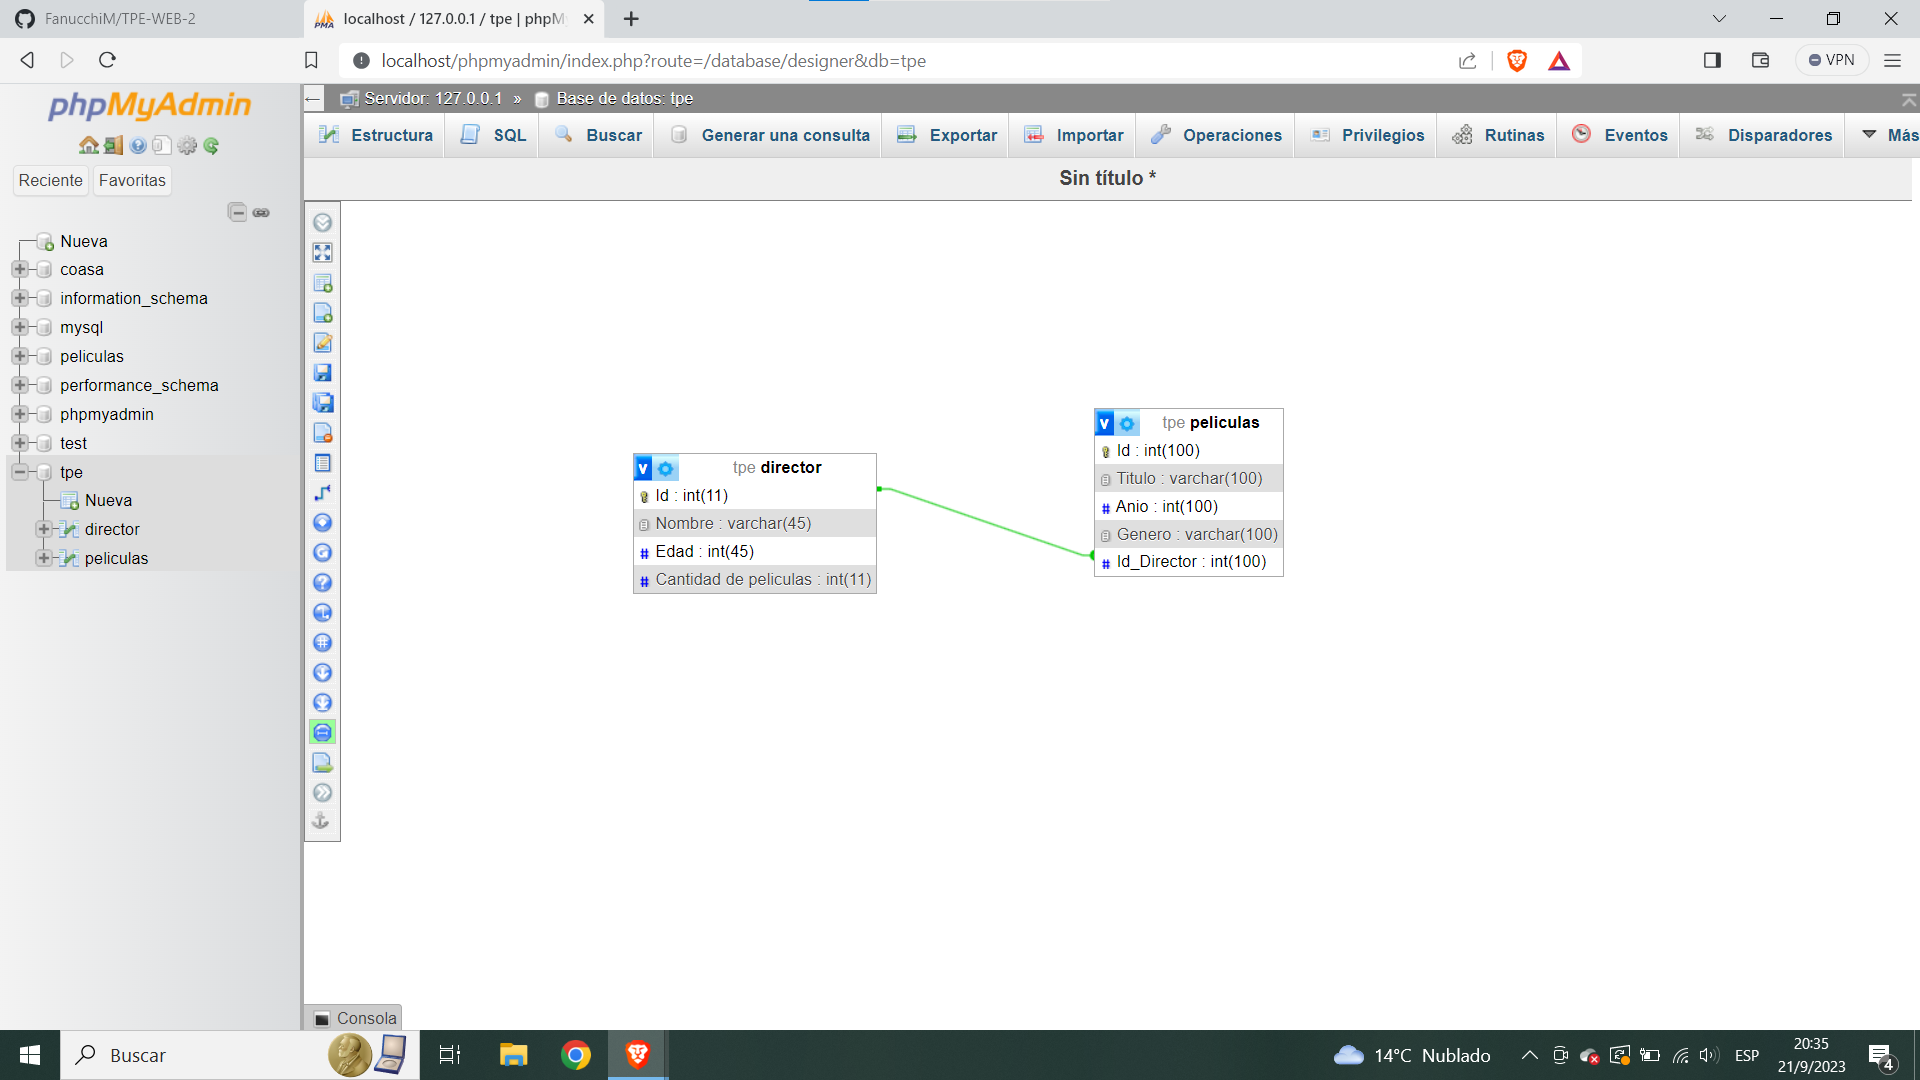 FanucchiM/TPE-WEB-2
localhost / 127.0.0.1 / tpe | phpM
localhost/phpmyadmin/index.php?route=/database/designer&db=tpe
VPN
phpMyAdmin
Reciente Favoritas
Nueva
coasa
information_schema
mysql
peliculas
performance_schema
phpmyadmin
test
tpe
Nueva
director
peliculas
Servidor: 127.0.0.1 » Base de datos: tpe
Estructura SQL Buscar Generar una consulta Exportar Importar Operaciones Privilegios Rutinas Eventos Disparadores Más
Sin título *
v tpe director
Id : int(11)
Nombre : varchar(45)
# Edad : int(45)
# Cantidad de peliculas : int(11)
v tpe peliculas
Id : int(100)
Titulo : varchar(100)
# Anio : int(100)
Genero : varchar(100)
# Id_Director : int(100)
Consola
Buscar
14°C Nublado
ESP
20:35
21/9/2023
4